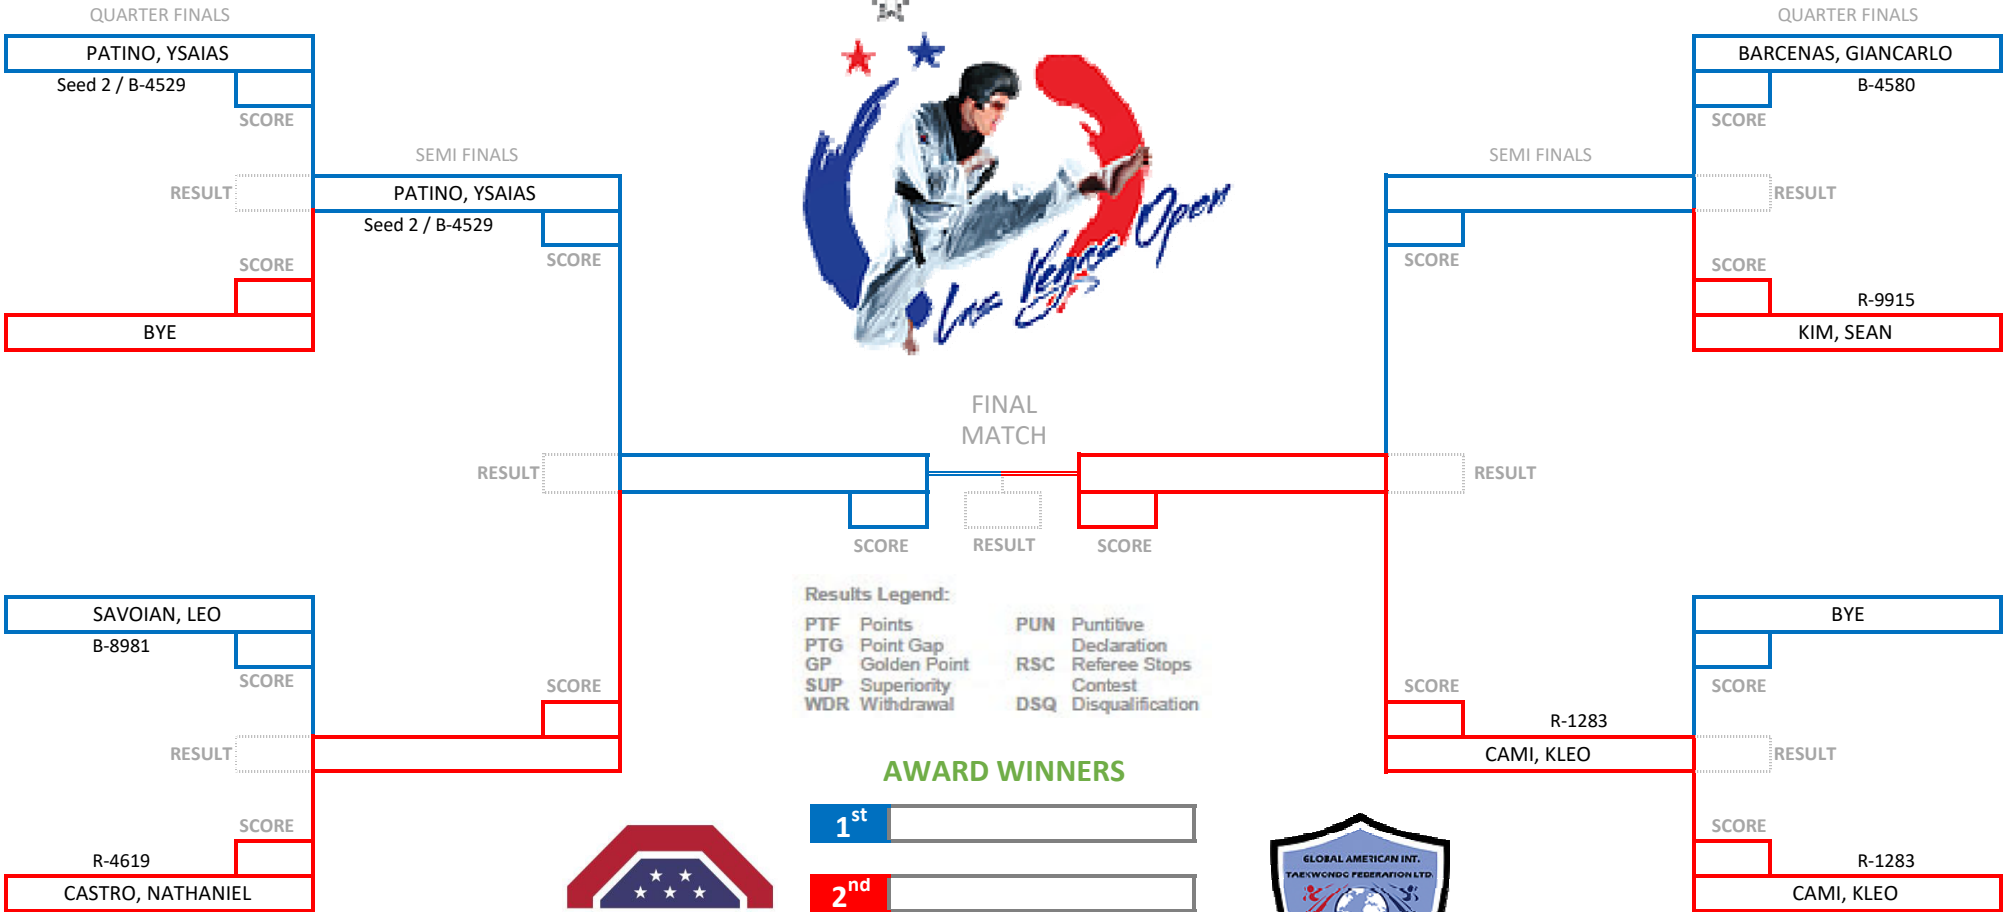 QUARTER FINALS
QUARTER FINALS
PATINO, YSAIAS
BARCENAS, GIANCARLO
Seed 2 / B-4529
B-4580
SCORE
SCORE
SEMI FINALS
SEMI FINALS
RESULT
PATINO, YSAIAS
RESULT
Seed 2 / B-4529
SCORE
SCORE
SCORE
SCORE
R-9915
BYE
KIM, SEAN
Las Vegas Open
FINAL
MATCH
RESULT
RESULT
SCORE
RESULT
SCORE
Results Legend:
PTF Points
PTG Point Gap
GP Golden Point
SUP Superiority
WDR Withdrawal
PUN Puntitive
Declaration
RSC Referee Stops
Contest
DSQ Disqualification
SAVOIAN, LEO
BYE
B-8981
SCORE
SCORE
SCORE
SCORE
R-1283
RESULT
CAMI, KLEO
RESULT
AWARD WINNERS
1st
SCORE
SCORE
R-4619
R-1283
CASTRO, NATHANIEL
CAMI, KLEO
2nd
GLOBAL AMERICAN INT.
TAEKWONDO FEDERATION LTD.